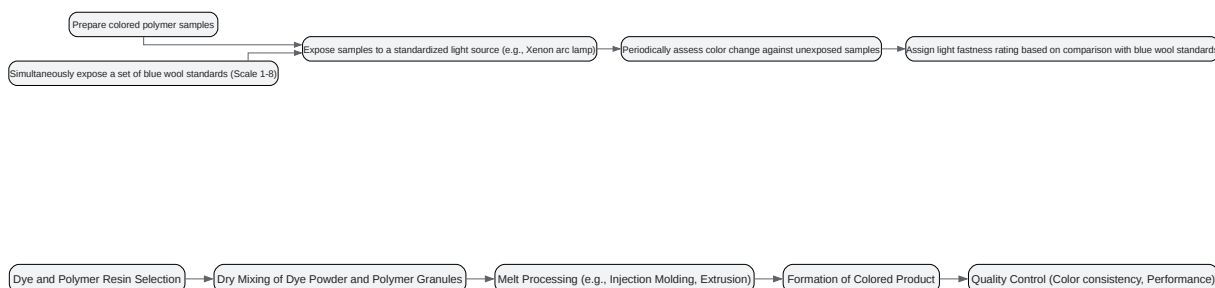 Prepare colored polymer samples
Simultaneously expose a set of blue wool standards (Scale 1-8)
Expose samples to a standardized light source (e.g., Xenon arc lamp)
Periodically assess color change against unexposed samples
Assign light fastness rating based on comparison with blue wool standards
Dye and Polymer Resin Selection
Dry Mixing of Dye Powder and Polymer Granules
Melt Processing (e.g., Injection Molding, Extrusion)
Formation of Colored Product
Quality Control (Color consistency, Performance)